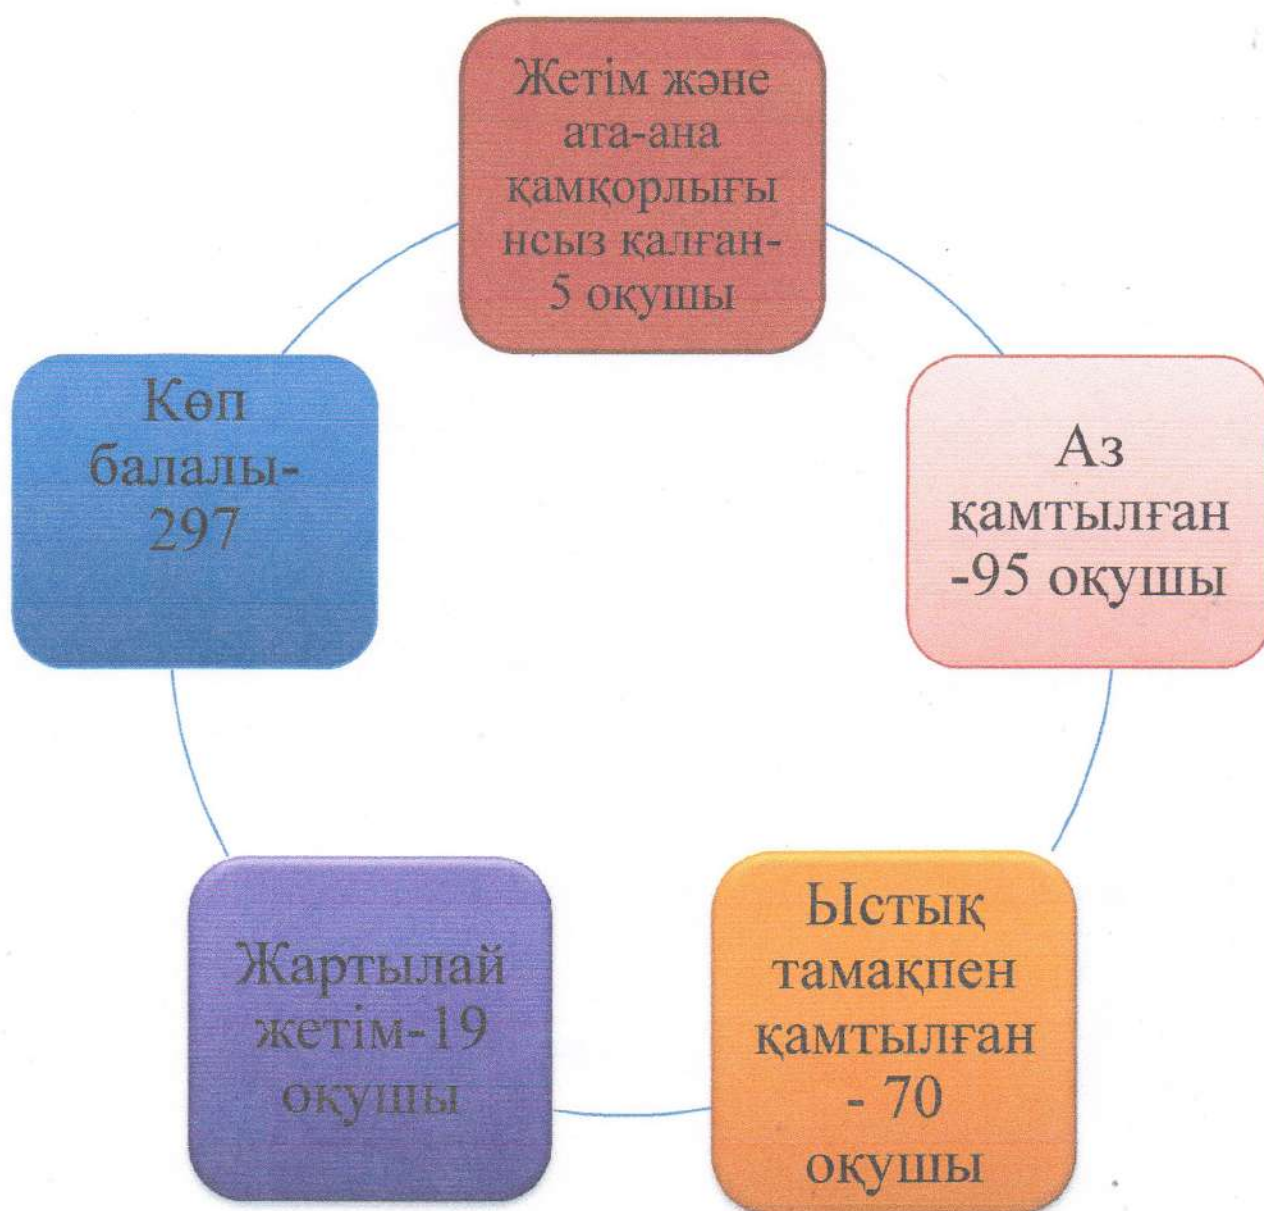 Жетім және
ата-ана
қамқорлығы
нсыз қалған-
5 оқушы
Аз
қамтылған
-95 оқушы
Ыстық
тамақпен
қамтылған
- 70
оқушы
Жартылай
жетім-19
оқушы
Көп
балалы-
297